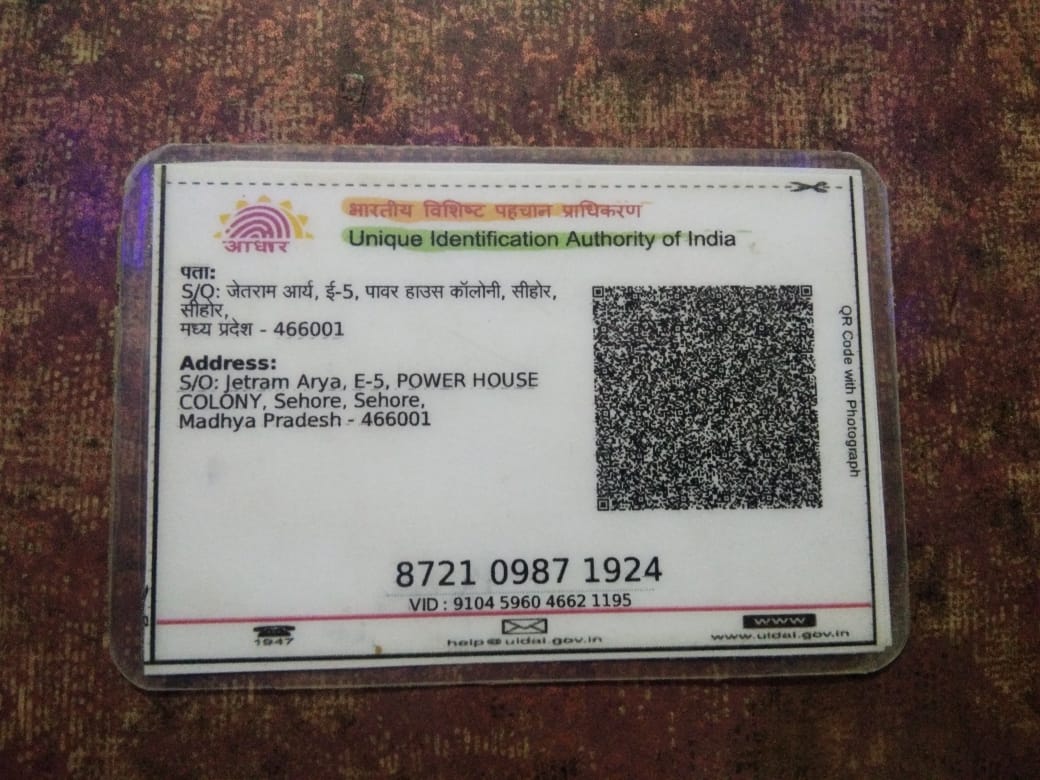 भारतीय विशिष्ट पहचान प्राधिकरण
Unique Identification Authority of India
आधार
पता:
S/O: जेतराम आर्य, ई-5, पावर हाउस कॉलोनी, सीहोर,
सीहोर,
मध्य प्रदेश - 466001
Address:
S/O: Jetram Arya, E-5, POWER HOUSE
COLONY, Sehore, Sehore,
Madhya Pradesh - 466001
QR Code with Photograph
8721 0987 1924
VID : 9104 5960 4662 1195
1947
help@uidai.gov.in
www
www.uidai.gov.in